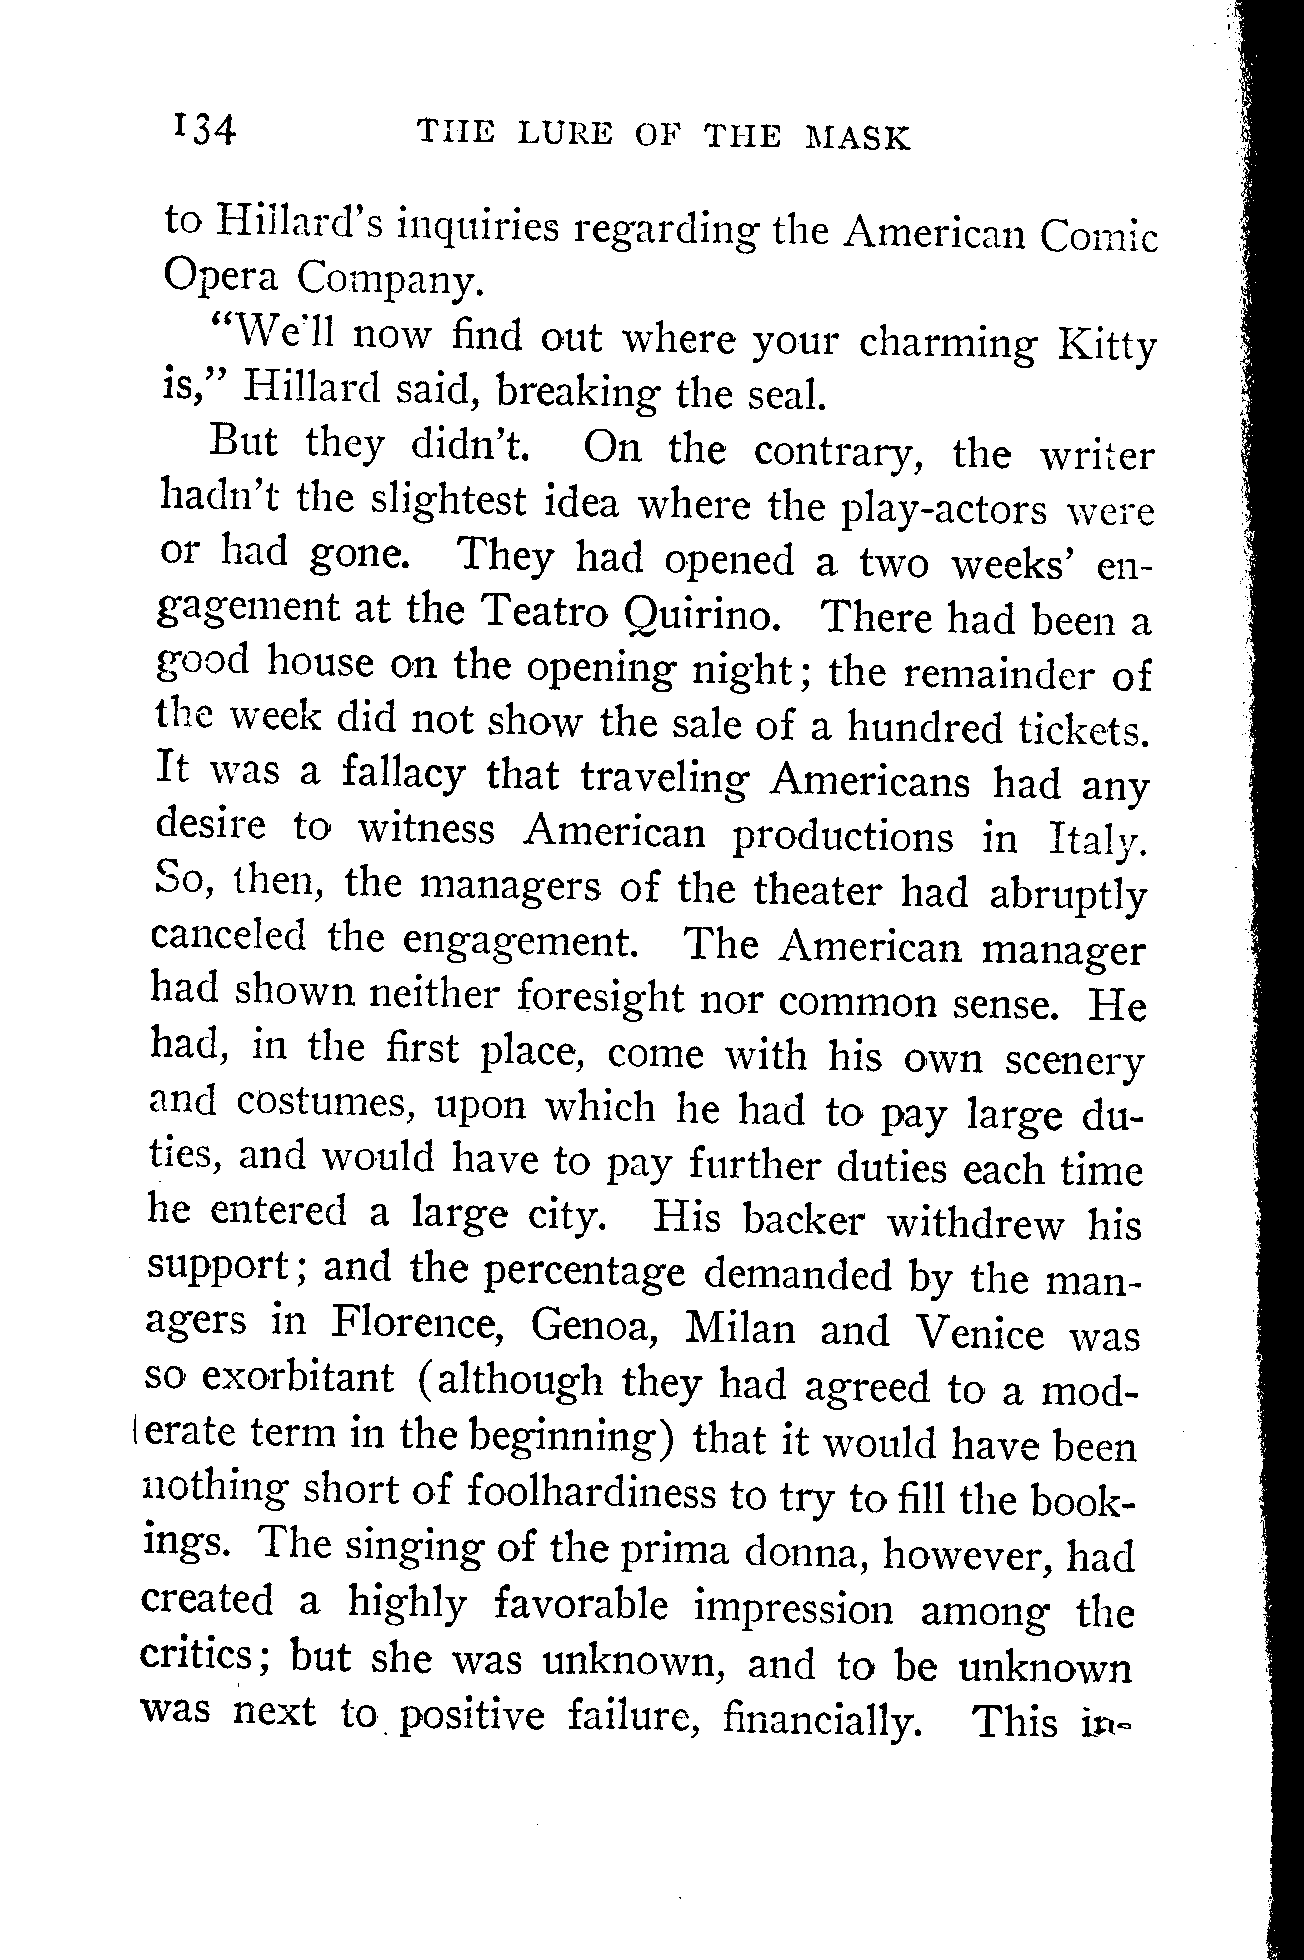 134 THE LURE OF THE MASK
to Hillard's inquiries regarding the American Comic
Opera Company.
"We'll now find out where your charming Kitty
is," Hillard said, breaking the seal.
But they didn't. On the contrary, the writer
hadn't the slightest idea where the play-actors were
or had gone. They had opened a two weeks' en-
gagement at the Teatro Quirino. There had been a
good house on the opening night; the remainder of
the week did not show the sale of a hundred tickets.
It was a fallacy that traveling Americans had any
desire to witness American productions in Italy.
So, then, the managers of the theater had abruptly
canceled the engagement. The American manager
had shown neither foresight nor common sense. He
had, in the first place, come with his own scenery
and costumes, upon which he had to pay large du-
ties, and would have to pay further duties each time
he entered a large city. His backer withdrew his
support; and the percentage demanded by the man-
agers in Florence, Genoa, Milan and Venice was
so exorbitant (although they had agreed to a mod-
erate term in the beginning) that it would have been
nothing short of foolhardiness to try to fill the book-
ings. The singing of the prima donna, however, had
created a highly favorable impression among the
critics; but she was unknown, and to be unknown
was next to positive failure, financially. This in-